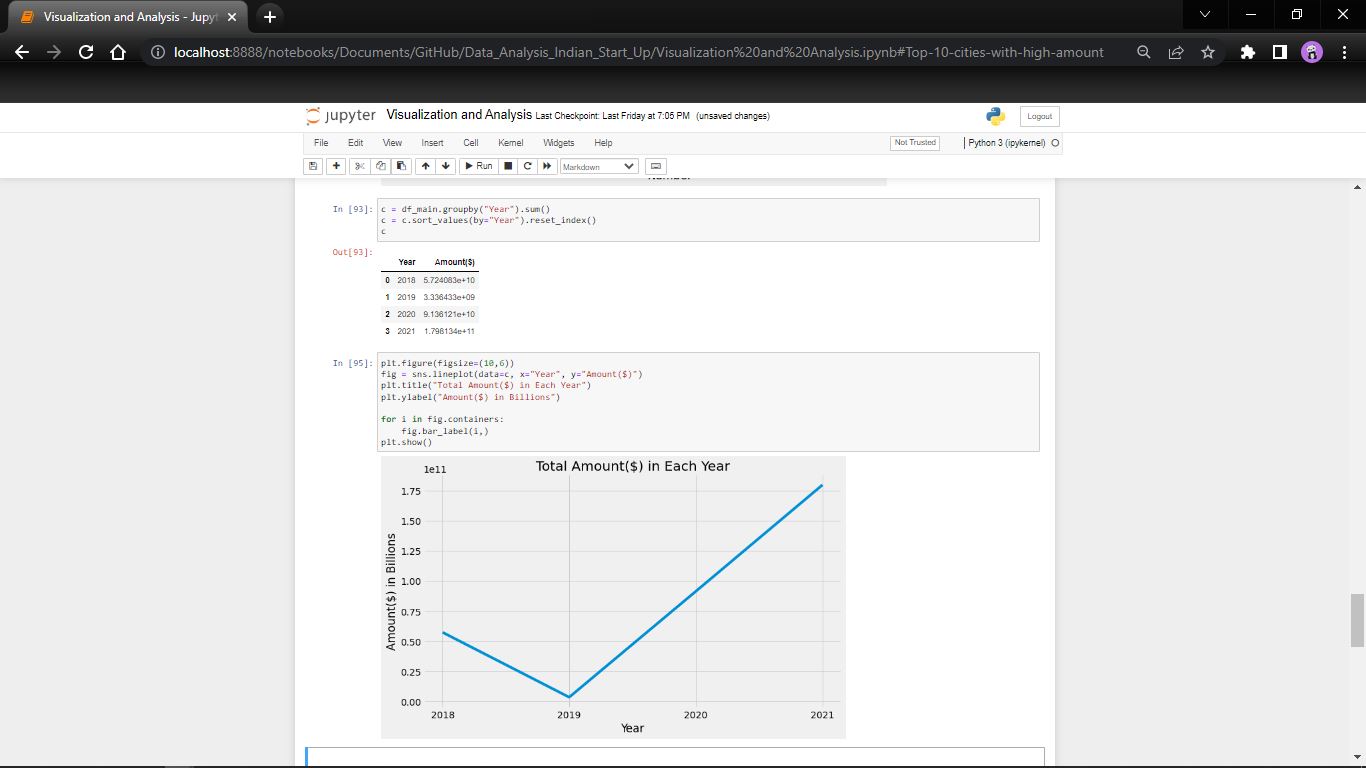 Visualization and Analysis - Jupyt
localhost:8888/notebooks/Documents/GitHub/Data_Analysis_Indian_Start_Up/Visualization%20and%20Analysis.ipynb#Top-10-cities-with-high-amount
jupyter Visualization and Analysis Last Checkpoint: Last Friday at 7:05 PM (unsaved changes)
Logout
File Edit View Insert Cell Kernel Widgets Help
Not Trusted
Python 3 (ipykernel)
Run
Markdown
In [93]:
c = df_main.groupby("Year").sum()
c = c.sort_values(by="Year").reset_index()
c
Out[93]:
Year Amount($)
0 2018 5.724083e+10
1 2019 3.336433e+09
2 2020 9.136121e+10
3 2021 1.798134e+11
In [95]:
plt.figure(figsize=(10,6))
fig = sns.lineplot(data=c, x="Year", y="Amount($)")
plt.title("Total Amount($) in Each Year")
plt.ylabel("Amount($) in Billions")
for i in fig.containers:
fig.bar_label(i,)
plt.show()
1e11
Total Amount($) in Each Year
1.75
1.50
1.25
1.00
0.75
0.50
0.25
0.00
Amount($) in Billions
2018 2019 2020 2021
Year